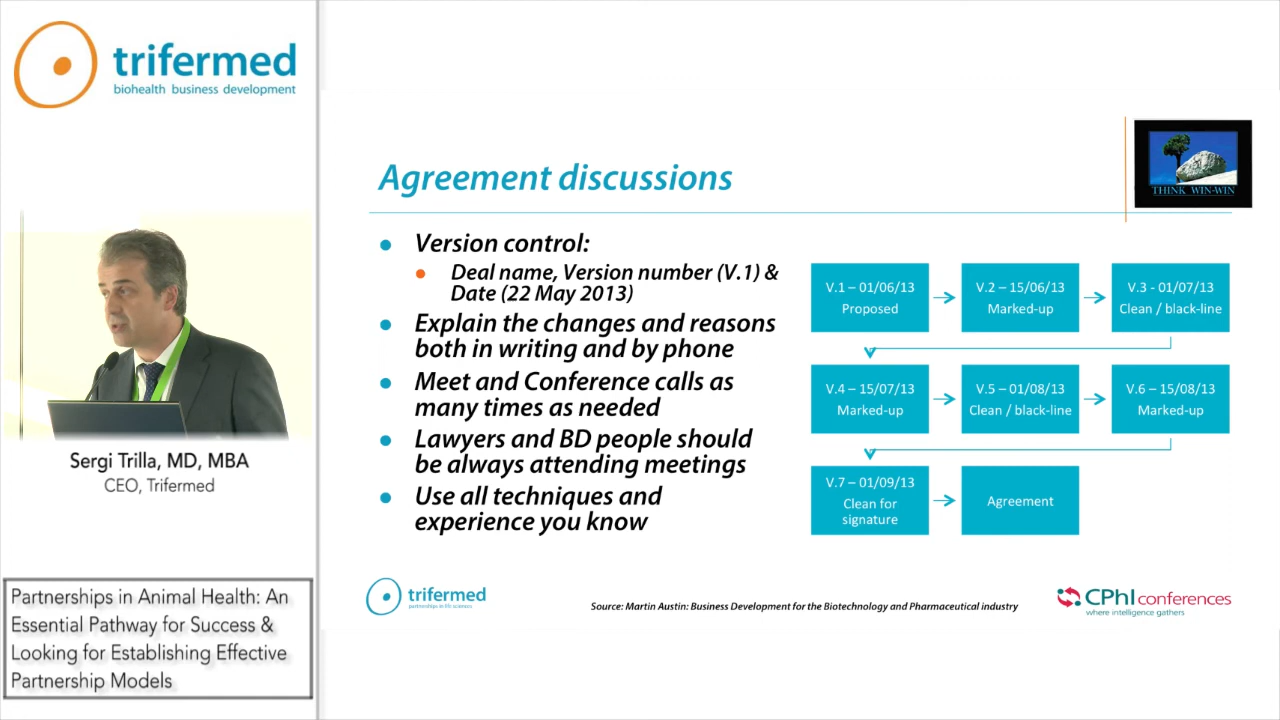 trifermed
biohealth business development
Sergi Trilla, MD, MBA
CEO, Trifermed
Partnerships in Animal Health: An
Essential Pathway for Success &
Looking for Establishing Effective
Partnership Models
Agreement discussions
THINK WIN-WIN
● Version control:
● Deal name, Version number (V.1) &
Date (22 May 2013)
● Explain the changes and reasons
both in writing and by phone
● Meet and Conference calls as
many times as needed
● Lawyers and BD people should
be always attending meetings
● Use all techniques and
experience you know
V.1 – 01/06/13
Proposed
V.2 – 15/06/13
Marked-up
V.3 - 01/07/13
Clean / black-line
V.4 – 15/07/13
Marked-up
V.5 – 01/08/13
Clean / black-line
V.6 – 15/08/13
Marked-up
V.7 – 01/09/13
Clean for
signature
Agreement
trifermed
partnerships in life sciences
Source: Martin Austin: Business Development for the Biotechnology and Pharmaceutical industry
CPhI conferences
where intelligence gathers